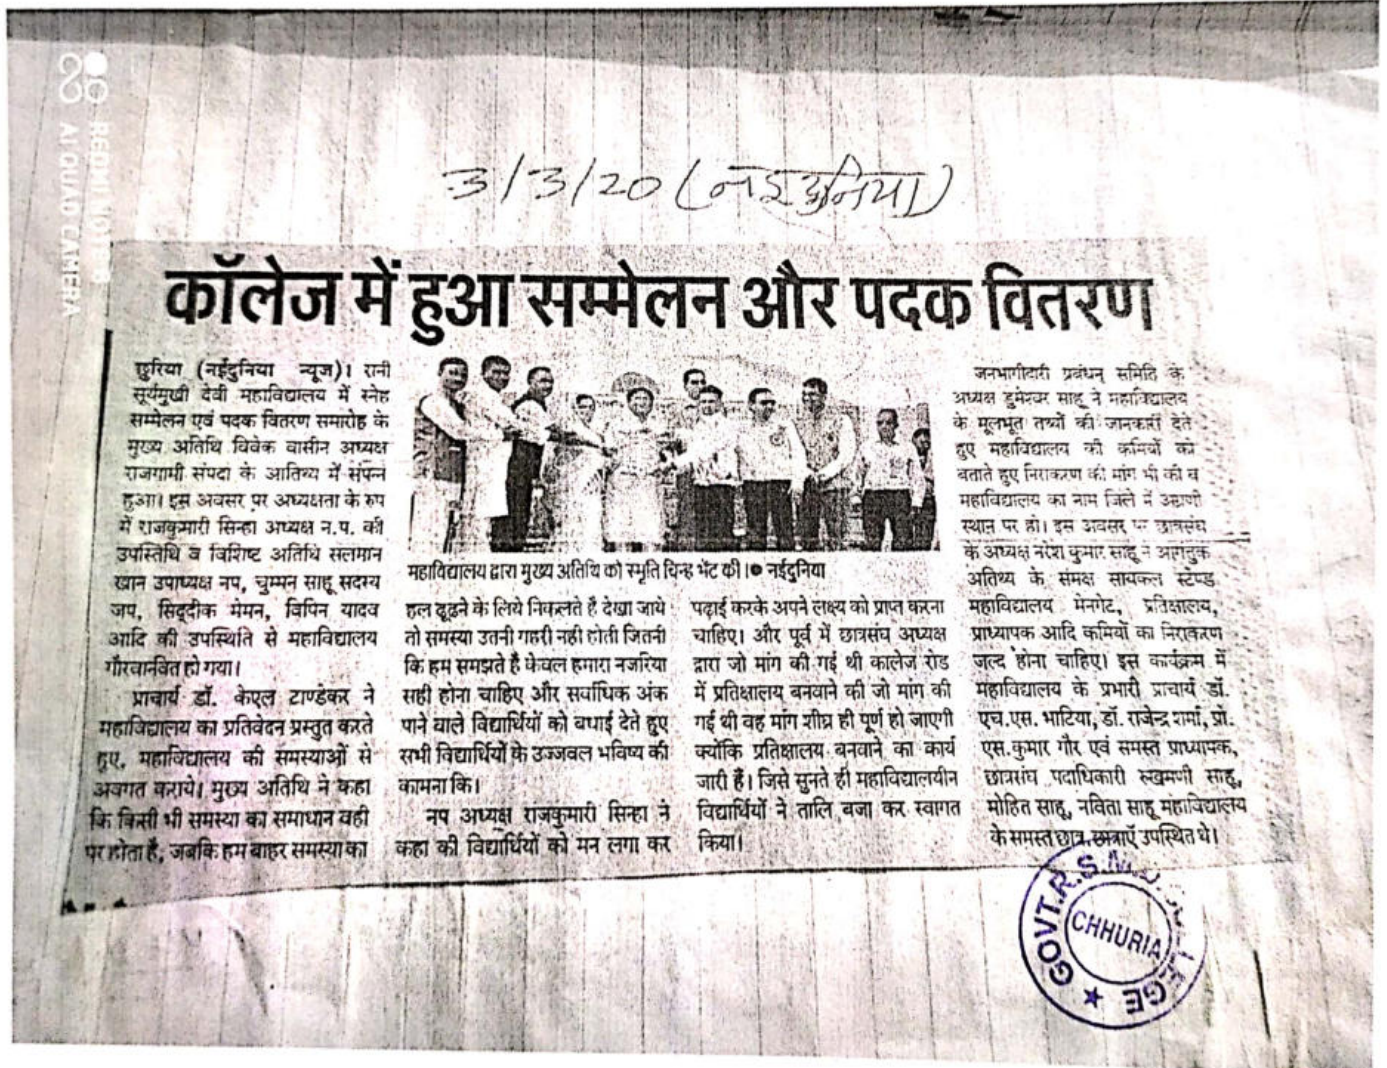 REDMI NOTE 8
AI QUAD CAMERA
3/3/20 (नईदुनिया)
कॉलेज में हुआ सम्मेलन और पदक वितरण
छुरिया (नईदुनिया न्यूज)। रानी
सूर्यमुखी देवी महाविद्यालय में स्नेह
सम्मेलन एवं पदक वितरण समारोह के
मुख्य अतिथि विवेक वासीन अध्यक्ष
राजगामी संपदा के आतिथ्य में संपन्न
हुआ। इस अवसर पर अध्यक्षता के रुप
में राजकुमारी सिन्हा अध्यक्ष न.प. की
उपस्तिथि व विशिष्ट अतिथि सलमान
खान उपाध्यक्ष नप, चुम्मन साहू सदस्य
जप, सिद्दीक मेमन, विपिन यादव
आदि की उपस्थिति से महाविद्यालय
गौरवानवित हो गया।
प्राचार्य डॉ. केएल टाण्डेकर ने
महाविद्यालय का प्रतिवेदन प्रस्तुत करते
हुए, महाविद्यालय की समस्याओं से
अवगत कराये। मुख्य अतिथि ने कहा
कि किसी भी समस्या का समाधान वही
पर होता है, जबकि हम बाहर समस्या का
महाविद्यालय द्वारा मुख्य अतिथि को स्मृति चिन्ह भेंट की।● नईदुनिया
हल ढूढ़ने के लिये निकलते है देखा जाये
तो समस्या उतनी गहरी नही होती जितनी
कि हम समझते है केवल हमारा नजरिया
सही होना चाहिए और सर्वाधिक अंक
पाने वाले विद्यार्थियों को बधाई देते हुए
सभी विद्यार्थियों के उज्जवल भविष्य की
कामना कि।
नप अध्यक्ष राजकुमारी सिन्हा ने
कहा की विद्यार्थियों को मन लगा कर
पढ़ाई करके अपने लक्ष्य को प्राप्त करना
चाहिए। और पूर्व में छात्रसंघ अध्यक्ष
द्वारा जो मांग की गई थी कालेज रोड
में प्रतिक्षालय बनवाने की जो मांग की
गई थी वह मांग शीघ्र ही पूर्ण हो जाएगी
क्योंकि प्रतिक्षालय बनवाने का कार्य
जारी हैं। जिसे सुनते ही महाविद्यालयीन
विद्यार्थियों ने तालि बजा कर स्वागत
किया।
जनभागीदारी प्रबंधन समिति के
अध्यक्ष डुमेश्वर साहू ने महाविद्यालय
के मूलभूत तथ्यों की जानकारी देते
हुए महाविद्यालय की कमियों को
बताते हुए निराकरण की मांग भी की व
महाविद्यालय का नाम जिले में अग्रणी
स्थान पर हो। इस अवसर पर छात्रसंघ
के अध्यक्ष नरेश कुमार साहू ने आगंतुक
अतिथ्य के समक्ष सायकल स्टैण्ड
महाविद्यालय मेनगेट, प्रतिक्षालय,
प्राध्यापक आदि कमियों का निराकरण
जल्द होना चाहिए। इस कार्यक्रम में
महाविद्यालय के प्रभारी प्राचार्य डॉ.
एच.एस. भाटिया, डॉ. राजेन्द्र शर्मा, प्रो.
एस.कुमार गौर एवं समस्त प्राध्यापक,
छात्रसंघ पदाधिकारी रुखमणी साहू,
मोहित साहू, नविता साहू महाविद्यालय
के समस्त छात्र छात्राएॅ उपस्थित थे।
GOVT.R.S.M.D. COLLEGE
CHHURIA